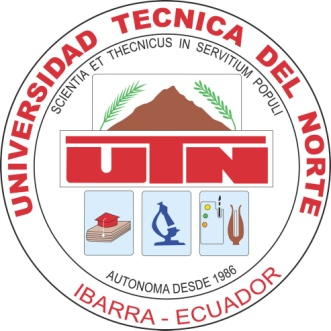 UNIVERSIDAD TECNICA DEL NORTE
SCIENTIA ET THECNICUS IN SERVITIUM POPULI
UTN
AUTONOMA DESDE 1986
IBARRA - ECUADOR